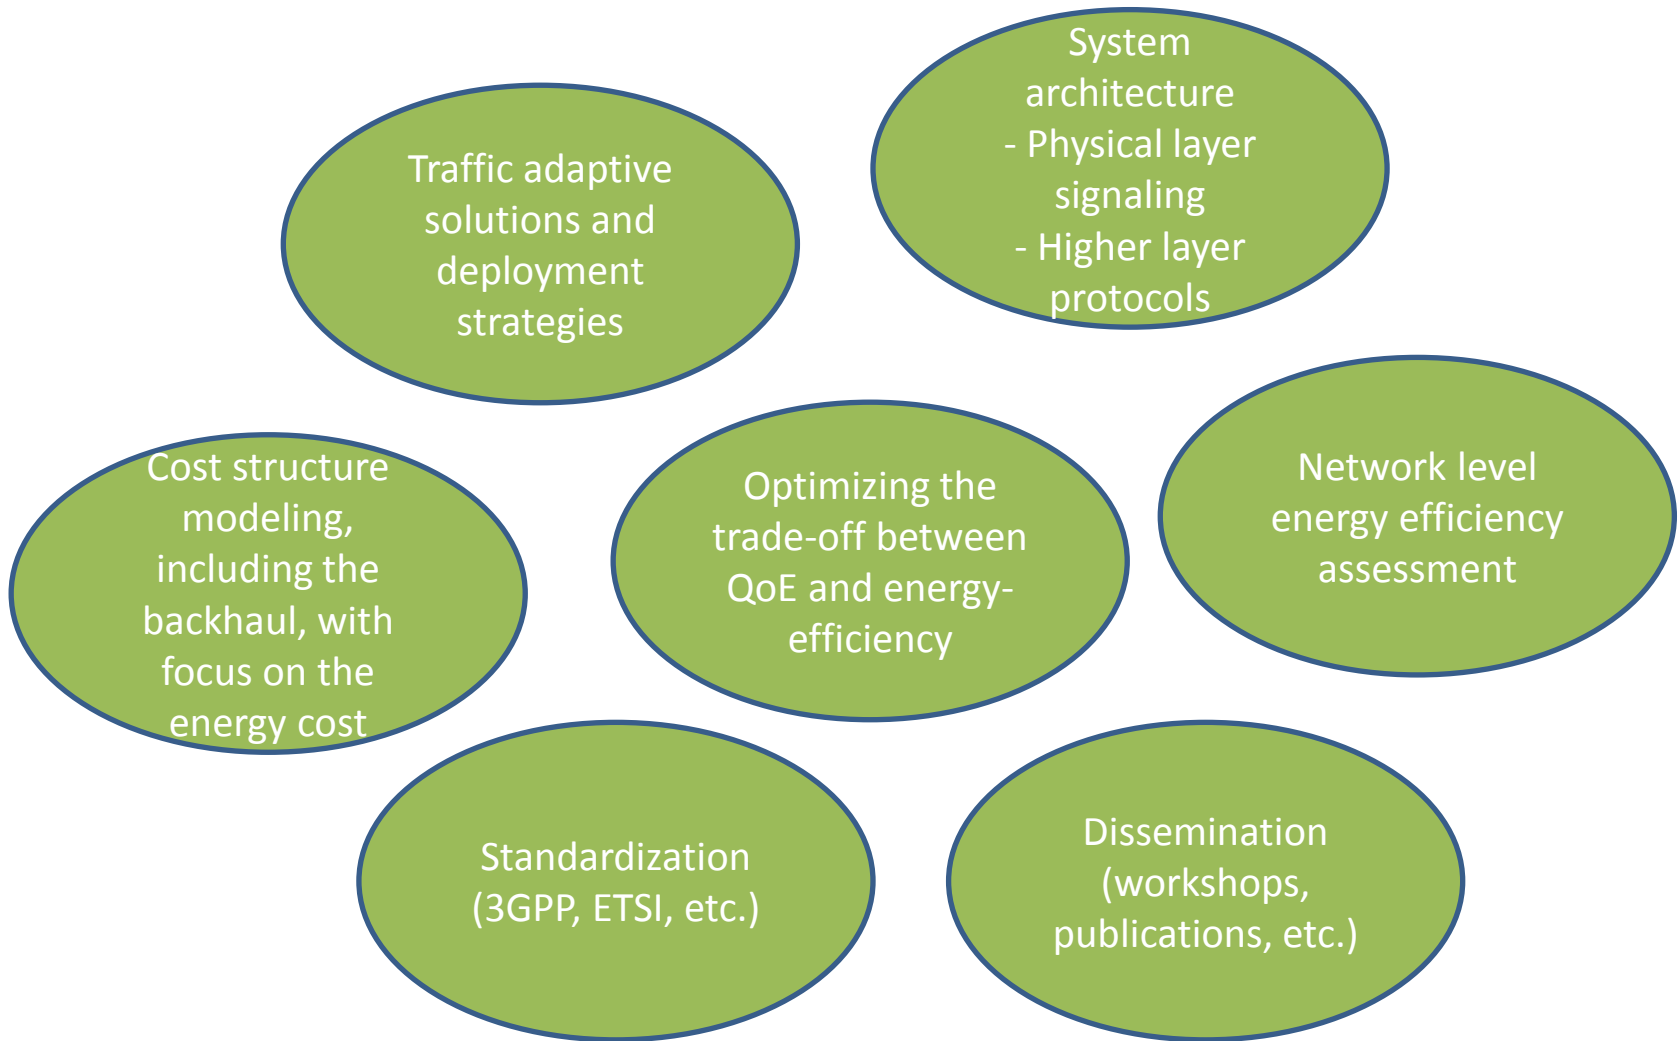 System
architecture
- Physical layer
signaling
- Higher layer
protocols
Traffic adaptive
solutions and
deployment
strategies
Cost structure
modeling,
including the
backhaul, with
focus on the
energy cost
Optimizing the
trade-off between
QoE and energy-
efficiency
Network level
energy efficiency
assessment
Standardization
(3GPP, ETSI, etc.)
Dissemination
(workshops,
publications, etc.)